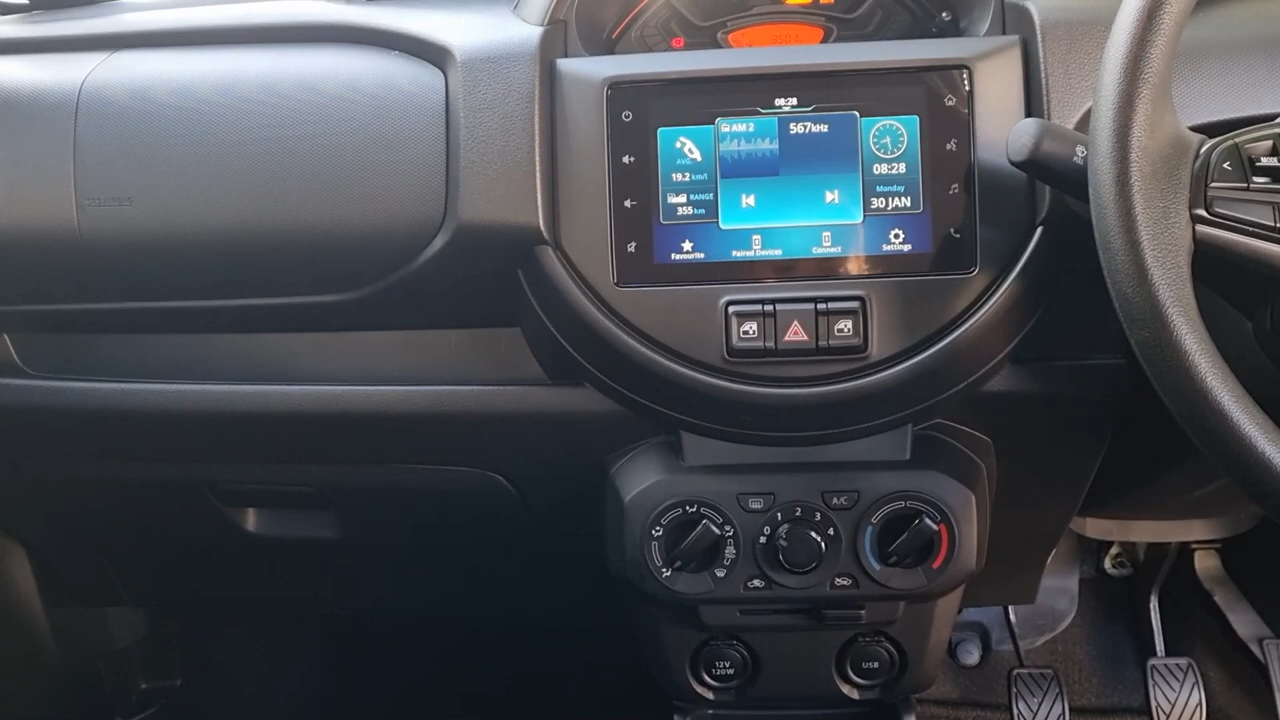 08:28
AM 2
567kHz
AVG.
19.2 km/l
RANGE
355 km
08:28
Monday
30 JAN
Favourite
Paired Devices
Connect
Settings
PULL
MODE
A/C
0 1 2 3 4
12V
120W
USB